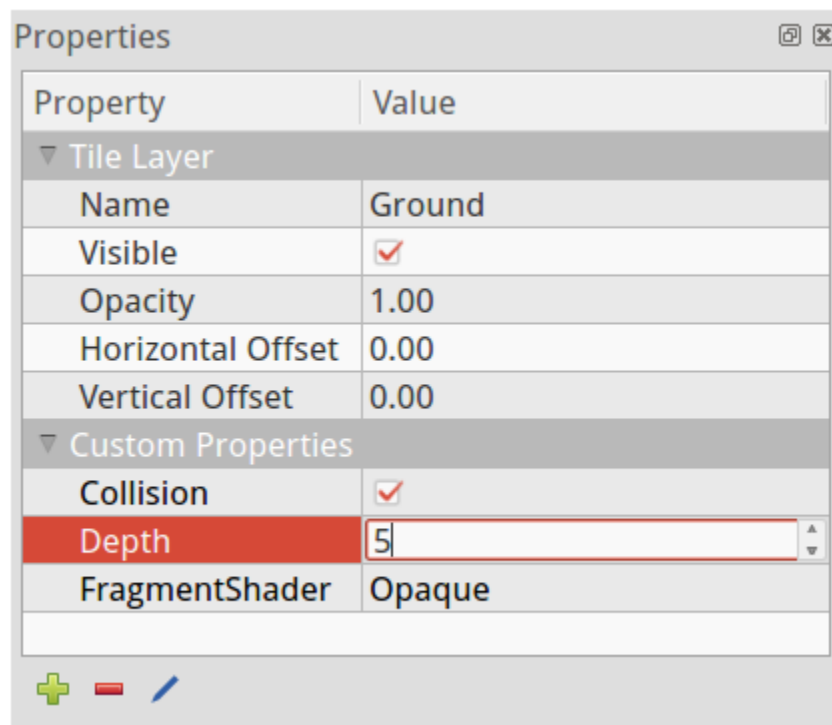 Properties
Property Value
Tile Layer
Name Ground
Visible
Opacity 1.00
Horizontal Offset 0.00
Vertical Offset 0.00
Custom Properties
Collision
Depth 5
FragmentShader Opaque